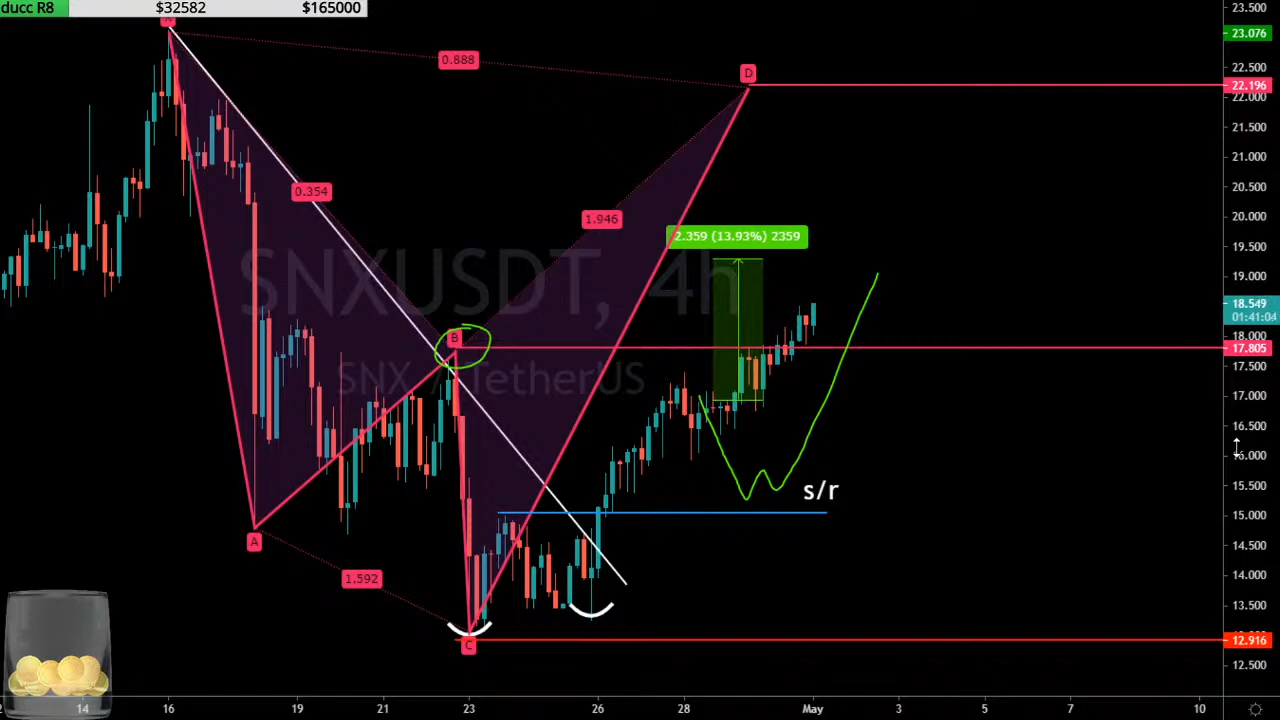 ducc R8 $32582 $165000
23.500
23.076
X
0.888
D
22.500
22.196
22.000
21.500
21.000
0.354
20.500
1.946
20.000
2.359 (13.93%) 2359
19.500
SNXUSDT, 4h
19.000
18.549
01:41:04
18.000
B
17.805
SNX / TetherUS
17.500
17.000
16.500
s/r
15.500
15.000
14.500
A
14.000
1.592
13.500
C
12.916
12.500
14 16 19 21 23 26 28 May 3 5 7 10